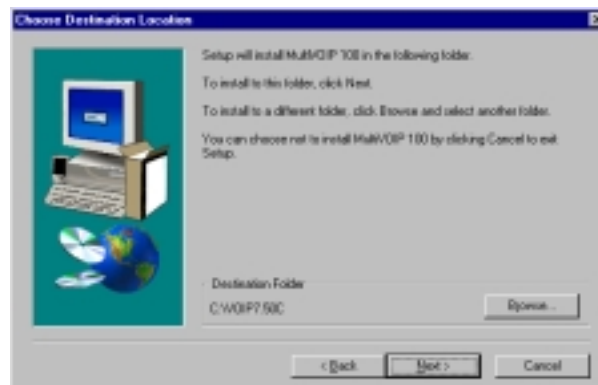 Choose Destination Location
Setup will install MultiVOIP 100 in the following folder.
To install to this folder, click Next.
To install to a different folder, click Browse and select another folder.
You can choose not to install MultiVOIP 100 by clicking Cancel to exit
Setup.
Destination Folder
C:\VOIP7.50C
Browse...
< Back
Next >
Cancel